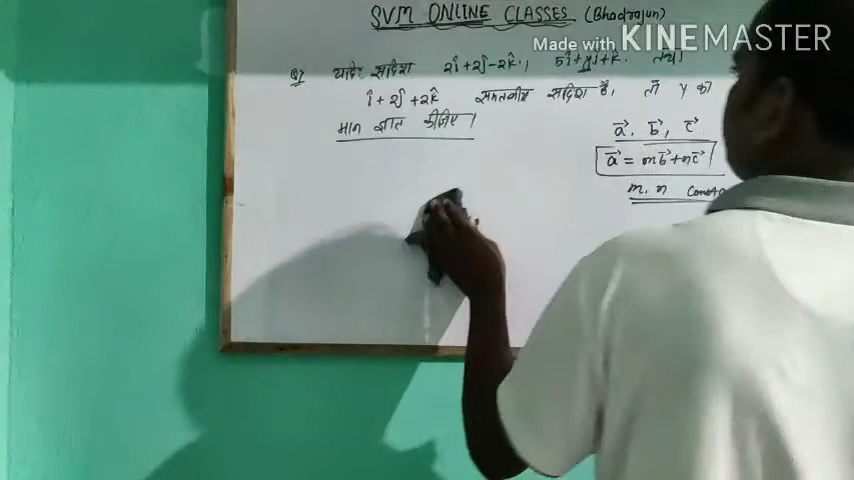 SVM ONLINE CLASSES (Bhadrajun)
Made with KINEMASTER
Q) यदि सदिश 2î+2ĵ-2k̂, 5î+yĵ+k̂ तथा
î+2ĵ+2k̂ समतलीय सदिश है, तो y का
मान ज्ञात कीजिए।
a⃗, b⃗, c⃗
a⃗ = mb⃗+nc⃗
m, n